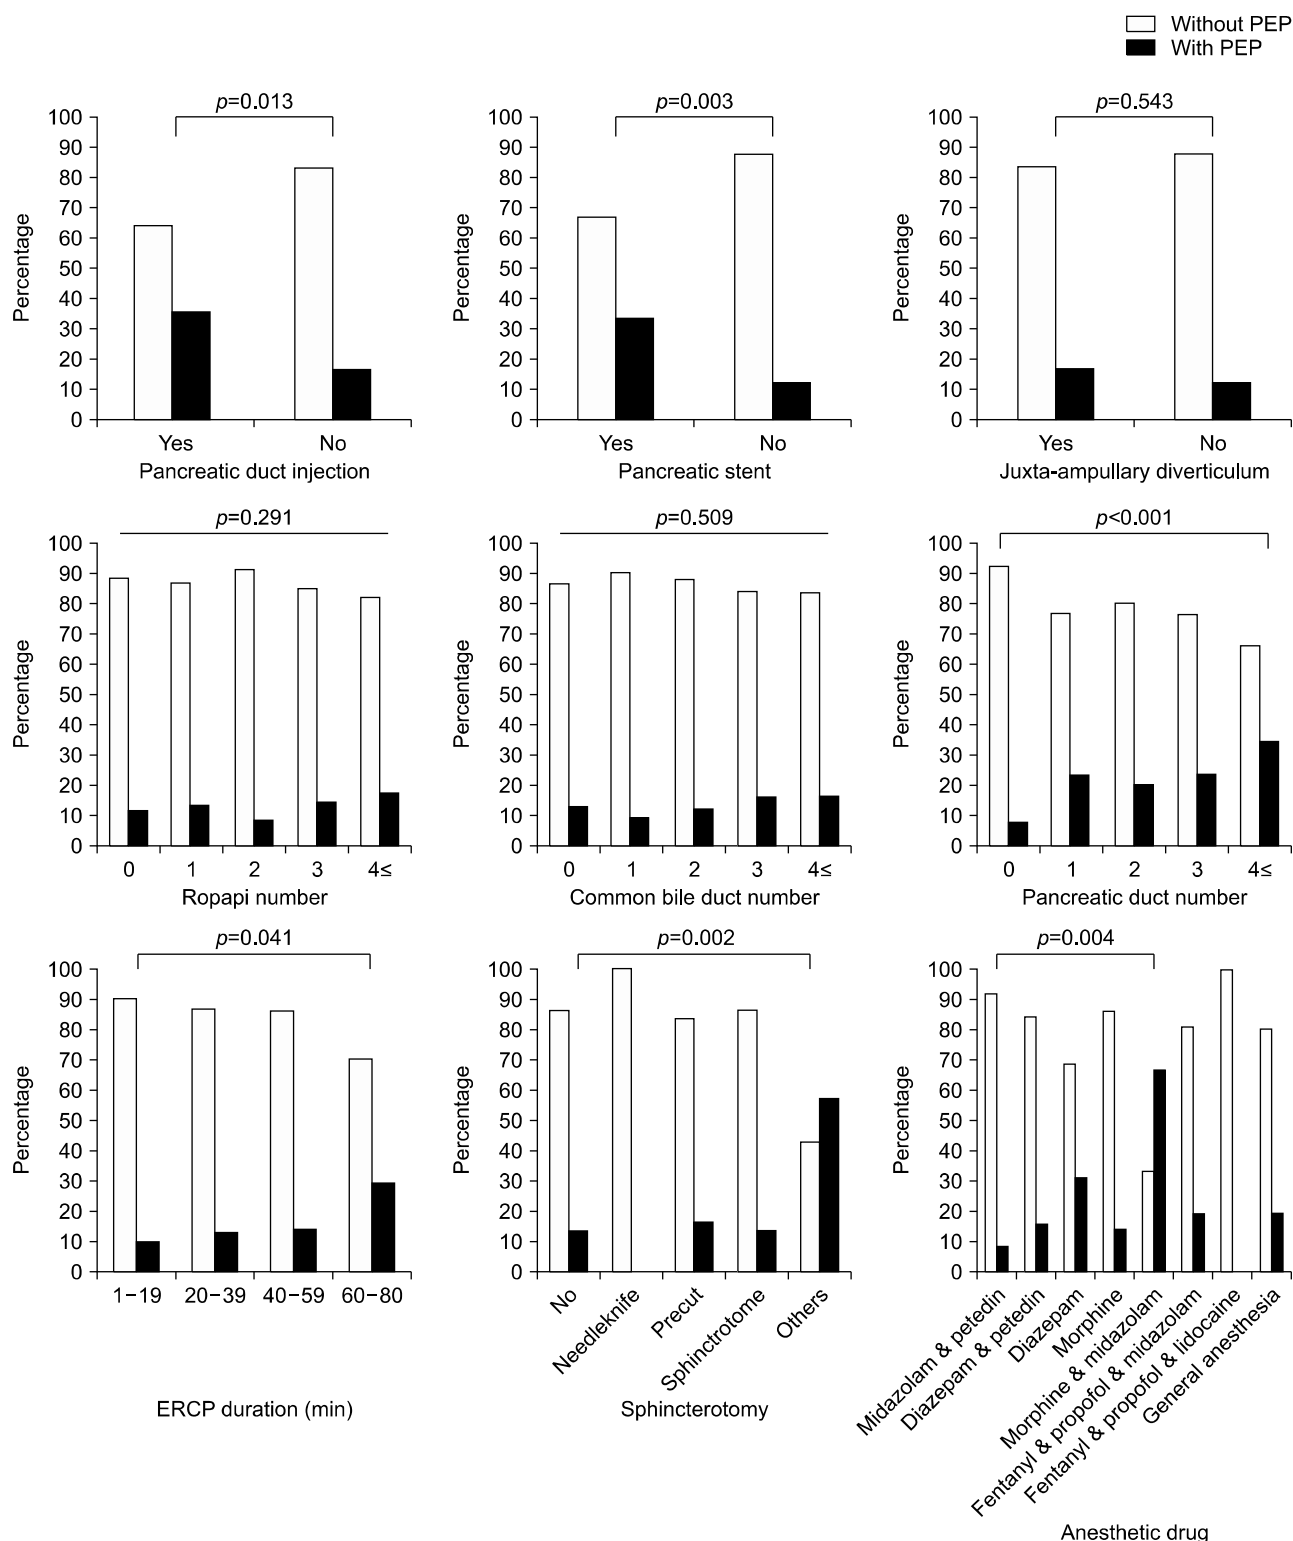 Without PEP
With PEP
p=0.013
100
90
80
70
60
50
40
30
20
10
0
Percentage
Yes
No
Pancreatic duct injection
p=0.003
100
90
80
70
60
50
40
30
20
10
0
Percentage
Yes
No
Pancreatic stent
p=0.543
100
90
80
70
60
50
40
30
20
10
0
Percentage
Yes
No
Juxta-ampullary diverticulum
p=0.291
100
90
80
70
60
50
40
30
20
10
0
Percentage
0
1
2
3
4≤
Ropapi number
p=0.509
100
90
80
70
60
50
40
30
20
10
0
Percentage
0
1
2
3
4≤
Common bile duct number
p<0.001
100
90
80
70
60
50
40
30
20
10
0
Percentage
0
1
2
3
4≤
Pancreatic duct number
p=0.041
100
90
80
70
60
50
40
30
20
10
0
Percentage
1−19
20−39
40−59
60−80
ERCP duration (min)
p=0.002
100
90
80
70
60
50
40
30
20
10
0
Percentage
No
Needleknife
Precut
Sphinctrotome
Others
Sphincterotomy
p=0.004
100
90
80
70
60
50
40
30
20
10
0
Percentage
Midazolam & petedin
Diazepam & petedin
Diazepam
Morphine
Morphine & midazolam
Fentanyl & propofol & midazolam
Fentanyl & propofol & lidocaine
General anesthesia
Anesthetic drug